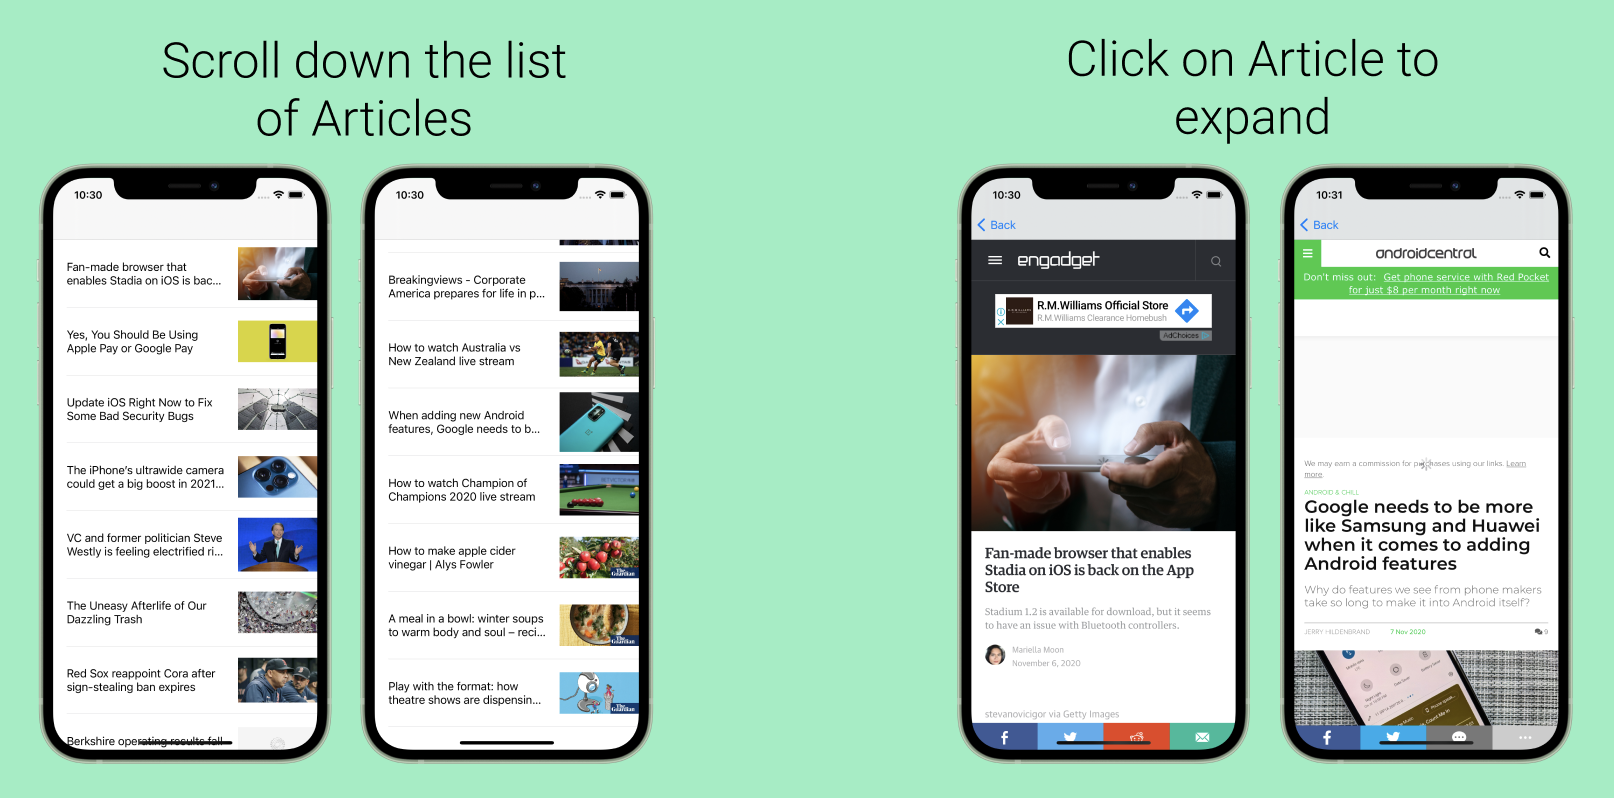 Scroll down the list
of Articles
Click on Article to
expand
10:30
Fan-made browser that
enables Stadia on iOS is bac...
Yes, You Should Be Using
Apple Pay or Google Pay
Update iOS Right Now to Fix
Some Bad Security Bugs
The iPhone's ultrawide camera
could get a big boost in 2021...
VC and former politician Steve
Westly is feeling electrified ri...
The Uneasy Afterlife of Our
Dazzling Trash
Red Sox reappoint Cora after
sign-stealing ban expires
Berkshire operating results fall
10:30
Breakingviews - Corporate
America prepares for life in p...
How to watch Australia vs
New Zealand live stream
When adding new Android
features, Google needs to b...
How to watch Champion of
Champions 2020 live stream
How to make apple cider
vinegar | Alys Fowler
The
Guardian
A meal in a bowl: winter soups
to warm body and soul – reci...
The
Guardian
Play with the format: how
theatre shows are dispensin...
The
Guardian
10:30
Back
engadget
R.M.Williams Official Store
R.M.Williams Clearance Homebush
AdChoices
Fan-made browser that enables
Stadia on iOS is back on the App
Store
Stadium 1.2 is available for download, but it seems
to have an issue with Bluetooth controllers.
Mariella Moon
November 6, 2020
stevanovicigor via Getty Images
10:31
Back
androidcentral
Don't miss out: Get phone service with Red Pocket
for just $8 per month right now
We may earn a commission for purchases using our links. Learn
more.
ANDROID & CHILL
Google needs to be more
like Samsung and Huawei
when it comes to adding
Android features
Why do features we see from phone makers
take so long to make it into Android itself?
JERRY HILDENBRAND 7 Nov 2020 9